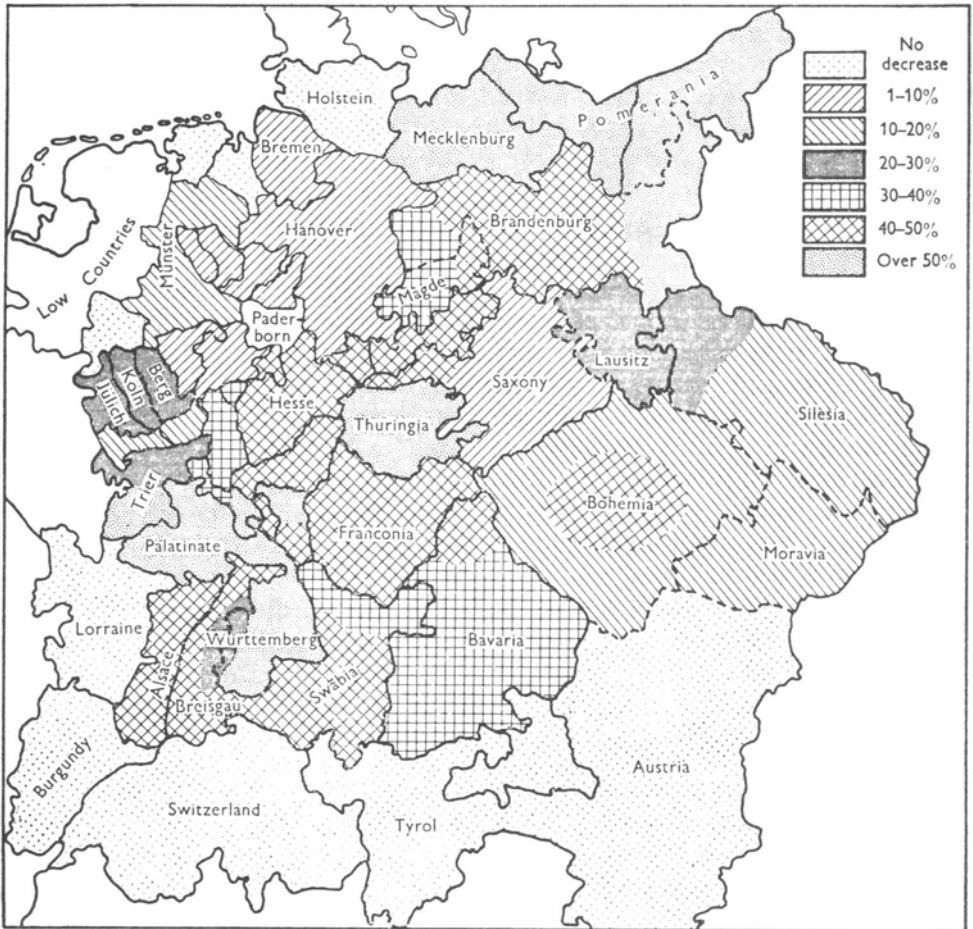 No
decrease
1–10%
10–20%
20–30%
30–40%
40–50%
Over 50%
Holstein
Pomerania
Mecklenburg
Bremen
Hanover
Brandenburg
Low Countries
Münster
Magde
Pader
born
Lausitz
Berg
Köln
Jülich
Hesse
Saxony
Silesia
Thuringia
Trier
Bohemia
Franconia
Palatinate
Moravia
Lorraine
Württemberg
Bavaria
Alsace
Swabia
Breisgau
Burgundy
Austria
Switzerland
Tyrol